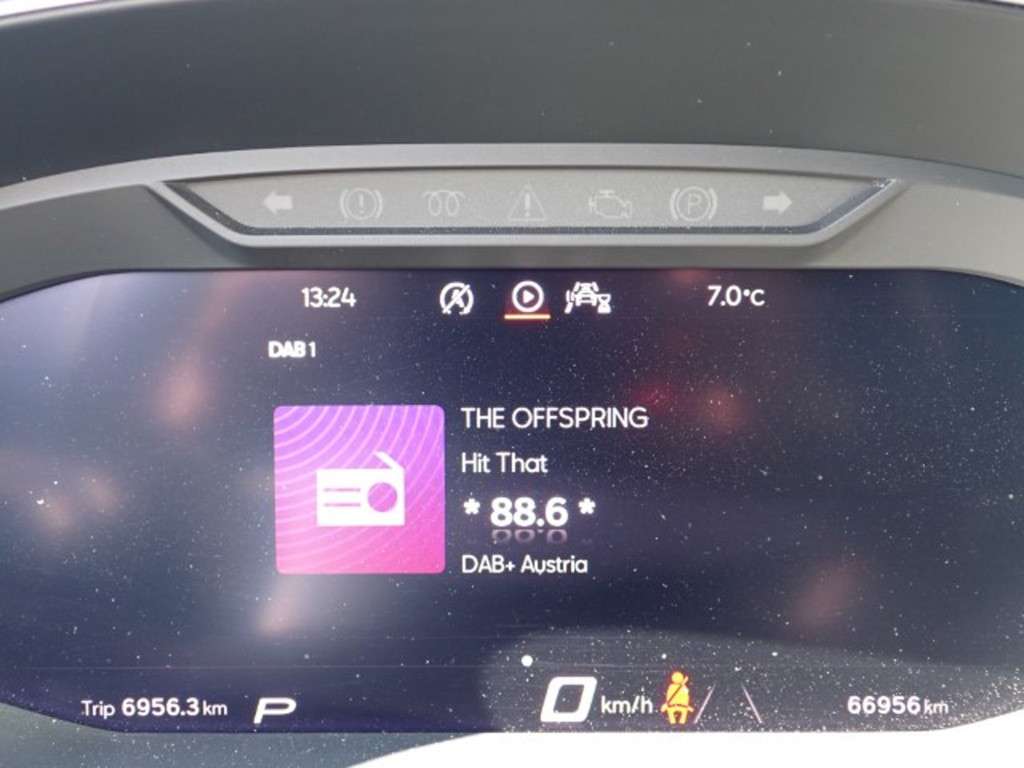 13:24
7.0°C
DAB 1
THE OFFSPRING
Hit That
* 88.6 *
DAB+ Austria
Trip 6956.3 km
P
0 km/h
66956 km